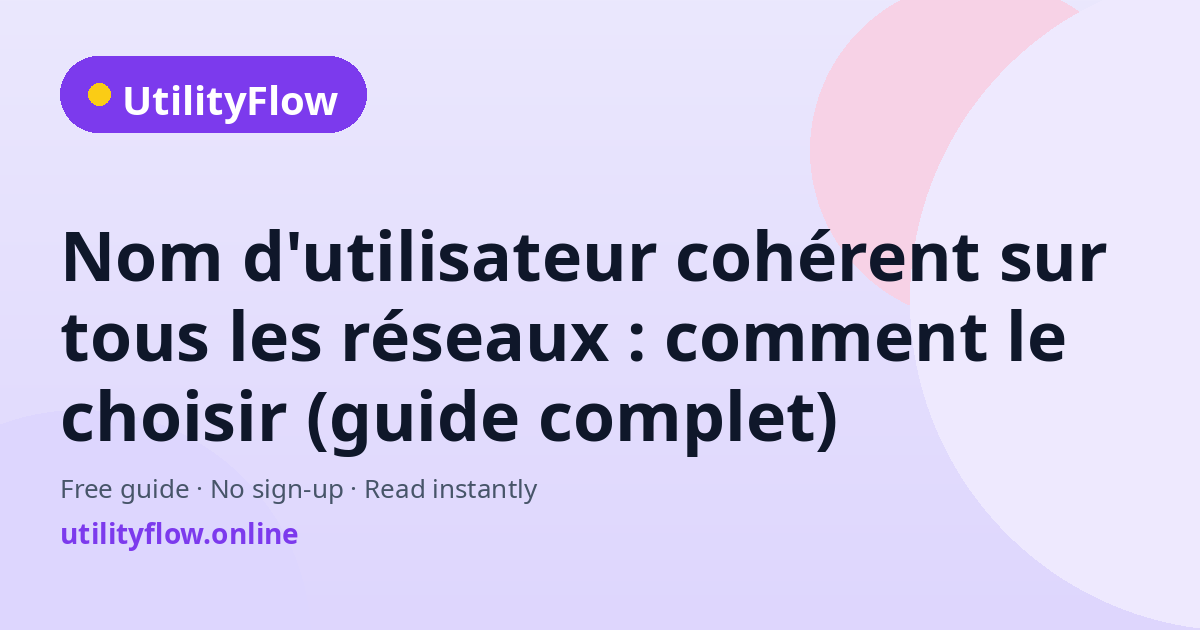 UtilityFlow
Nom d'utilisateur cohérent sur
tous les réseaux : comment le
choisir (guide complet)
Free guide · No sign-up · Read instantly
utilityflow.online